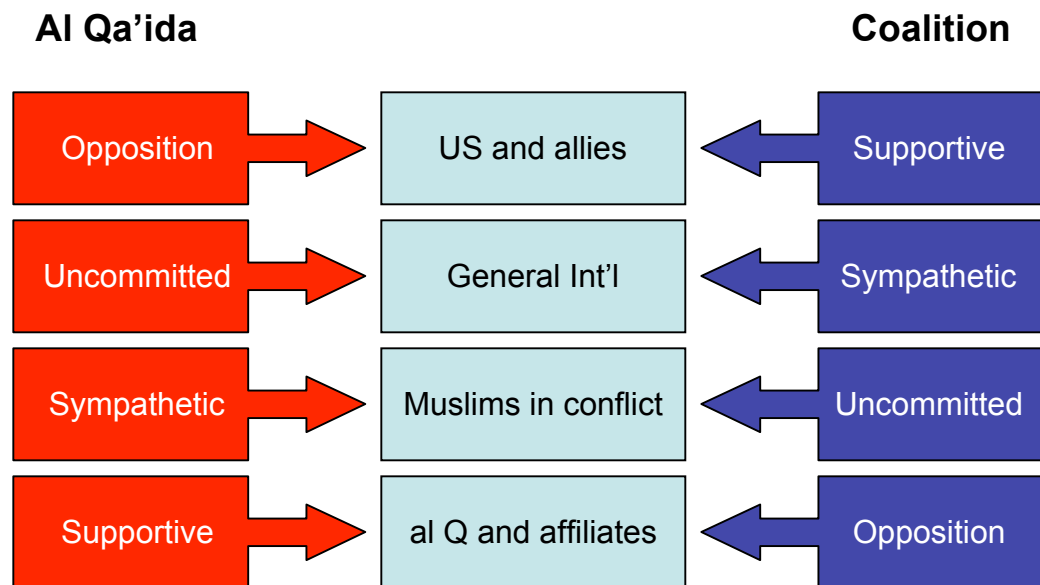 Al Qa’ida
Coalition
Opposition
US and allies
Supportive
Uncommitted
General Int’l
Sympathetic
Sympathetic
Muslims in conflict
Uncommitted
Supportive
al Q and affiliates
Opposition